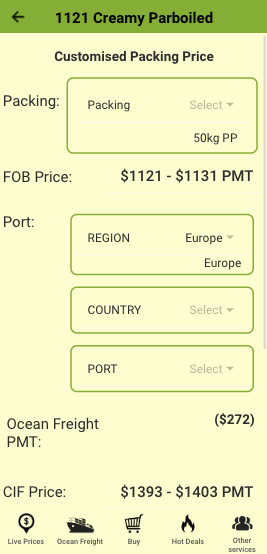 1121 Creamy Parboiled
Customised Packing Price
Packing:
Packing Select
50kg PP
FOB Price: $1121 - $1131 PMT
Port:
REGION Europe
Europe
COUNTRY Select
PORT Select
Ocean Freight ($272)
PMT:
CIF Price: $1393 - $1403 PMT
Live Prices Ocean Freight Buy Hot Deals Other
services